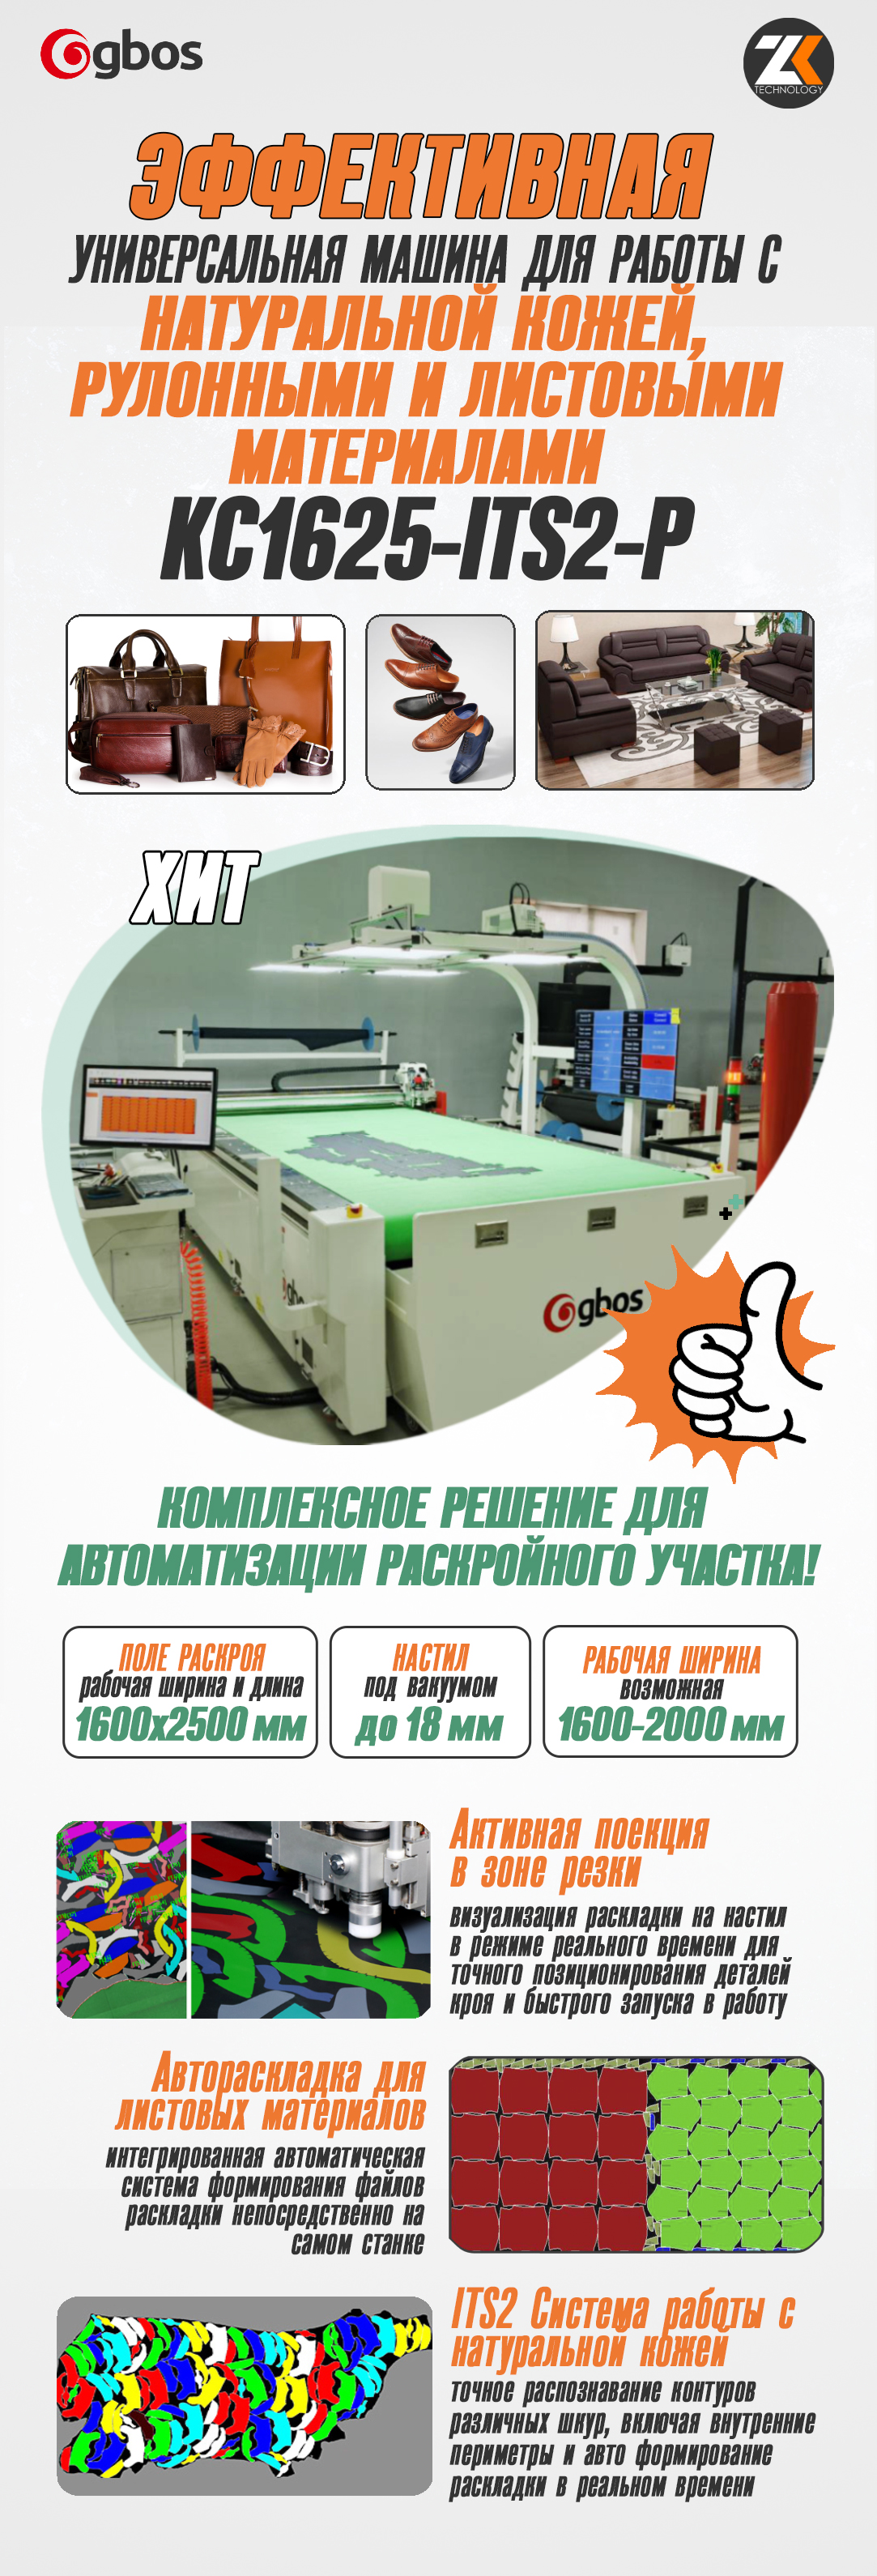 gbos
ZK
TECHNOLOGY
ЭФФЕКТИВНАЯ
УНИВЕРСАЛЬНАЯ МАШИНА ДЛЯ РАБОТЫ С
НАТУРАЛЬНОЙ КОЖЕЙ,
РУЛОННЫМИ И ЛИСТОВЫМИ
МАТЕРИАЛАМИ
KC1625-ITS2-P
ХИТ
gbos
gbos
КОМПЛЕКСНОЕ РЕШЕНИЕ ДЛЯ
АВТОМАТИЗАЦИИ РАСКРОЙНОГО УЧАСТКА!
ПОЛЕ РАСКРОЯ
рабочая ширина и длина
1600х2500 мм
НАСТИЛ
под вакуумом
до 18 мм
РАБОЧАЯ ШИРИНА
возможная
1600-2000 мм
Активная поекция
в зоне резки
визуализация раскладки на настил
в режиме реального времени для
точного позиционирования деталей
кроя и быстрого запуска в работу
Автораскладка для
листовых материалов
интегрированная автоматическая
система формирования файлов
раскладки непосредственно на
самом станке
ITS2 Система работы с
натуральной кожей
точное распознавание контуров
различных шкур, включая внутренние
периметры и авто формирование
раскладки в реальном времени